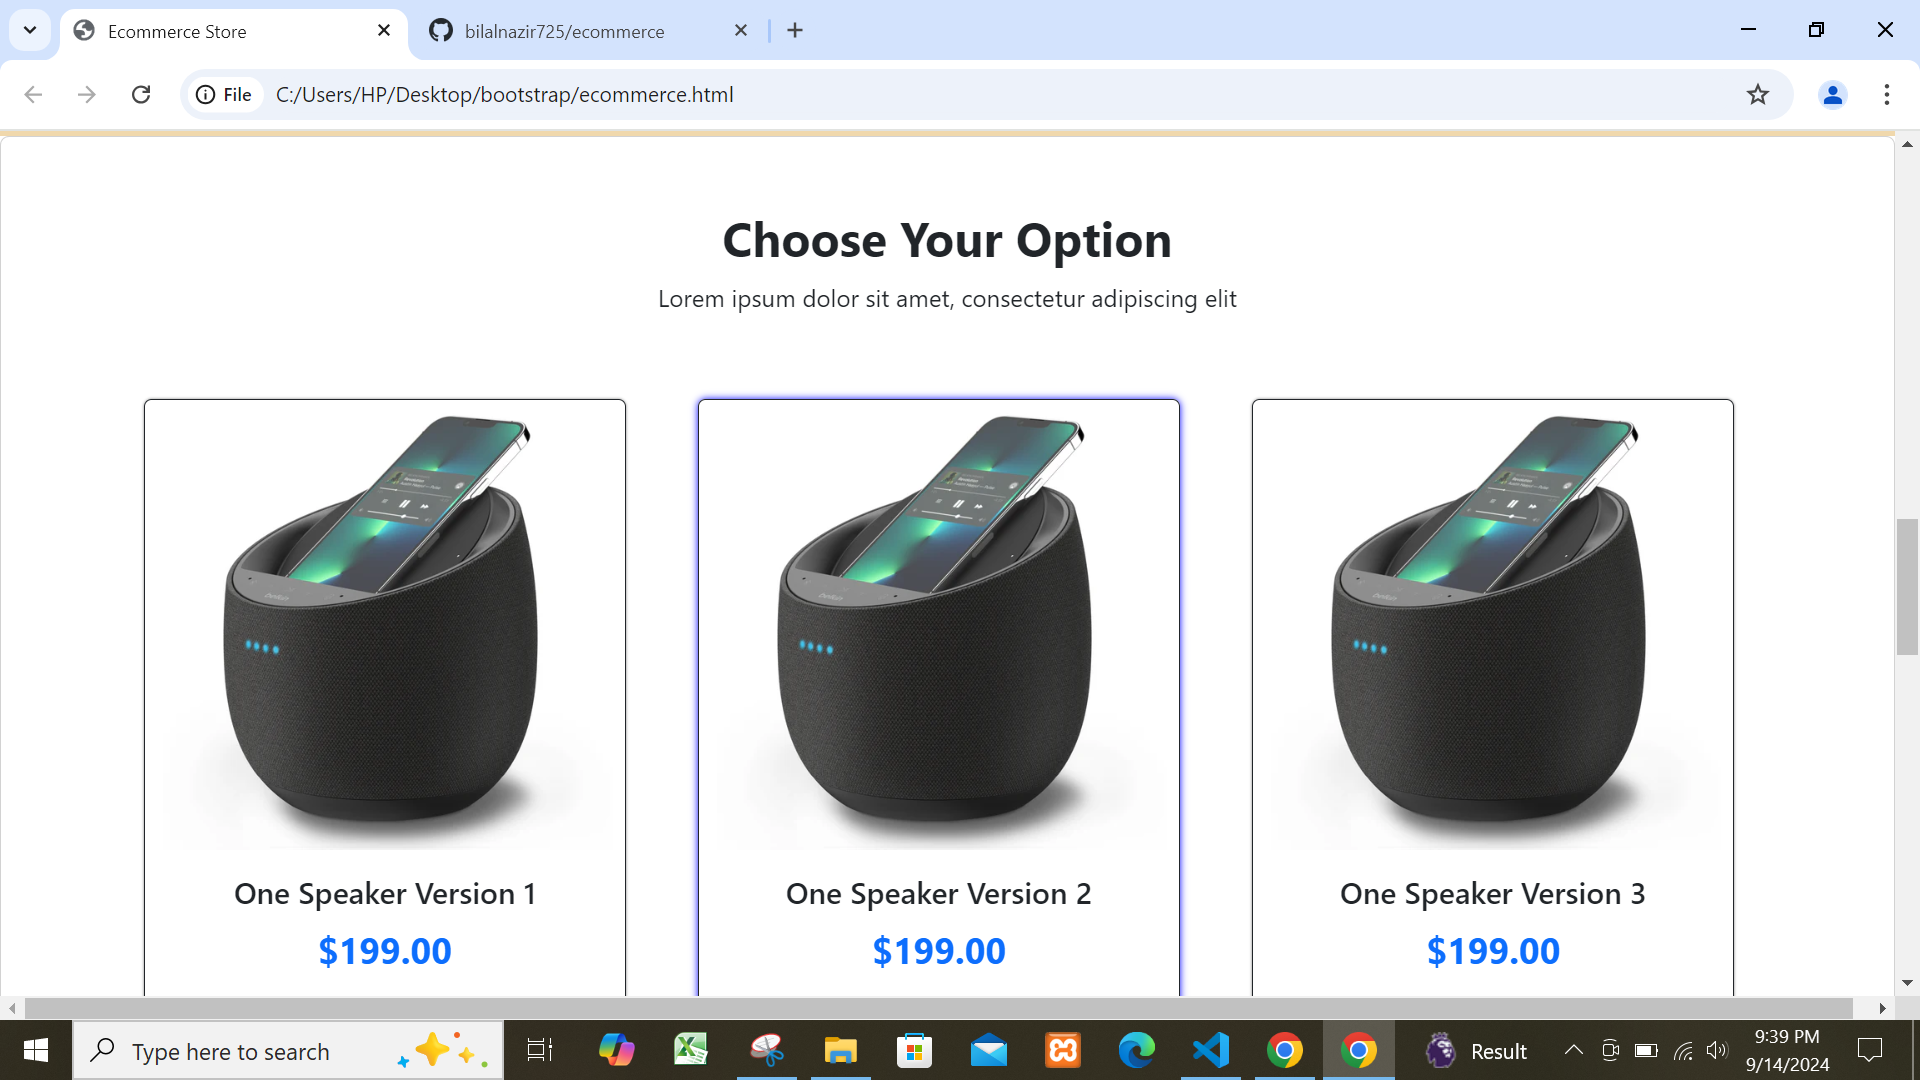 Ecommerce Store
bilalnazir725/ecommerce
File
C:/Users/HP/Desktop/bootstrap/ecommerce.html
Choose Your Option
Lorem ipsum dolor sit amet, consectetur adipiscing elit
One Speaker Version 1
$199.00
One Speaker Version 2
$199.00
One Speaker Version 3
$199.00
Type here to search
Result
9:39 PM
9/14/2024